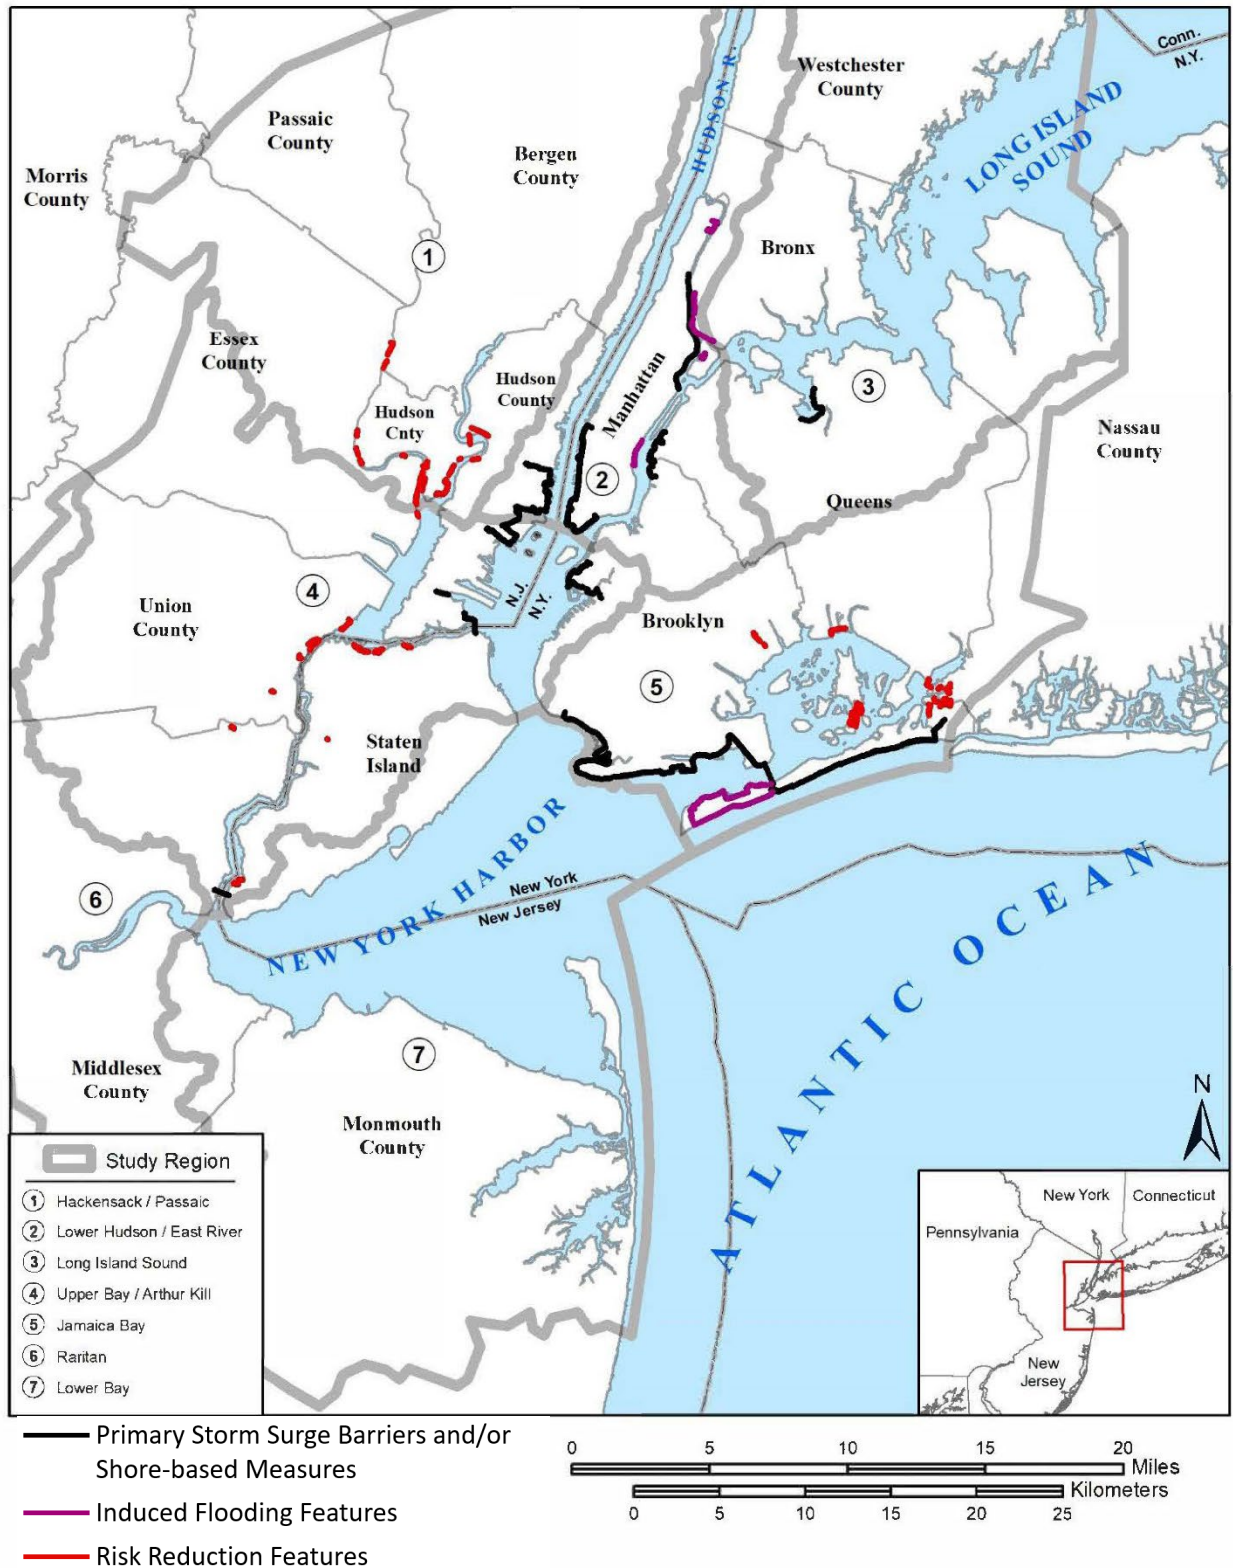 Conn.
N.Y.
Westchester
County
HUDSON R.
LONG ISLAND
SOUND
Passaic
County
Bergen
County
Morris
County
Bronx
1
Essex
County
Hudson
County
Manhattan
3
Hudson
Cnty
Nassau
County
2
Queens
N.J.
N.Y.
4
Union
County
Brooklyn
5
Staten
Island
NEW YORK HARBOR
New York
New Jersey
6
ATLANTIC OCEAN
7
Middlesex
County
Monmouth
County
N
Study Region
1 Hackensack / Passaic
2 Lower Hudson / East River
3 Long Island Sound
4 Upper Bay / Arthur Kill
5 Jamaica Bay
6 Raritan
7 Lower Bay
New York
Connecticut
Pennsylvania
New
Jersey
Primary Storm Surge Barriers and/or
Shore-based Measures
Induced Flooding Features
Risk Reduction Features
0 5 10 15 20
Miles
Kilometers
0 5 10 15 20 25